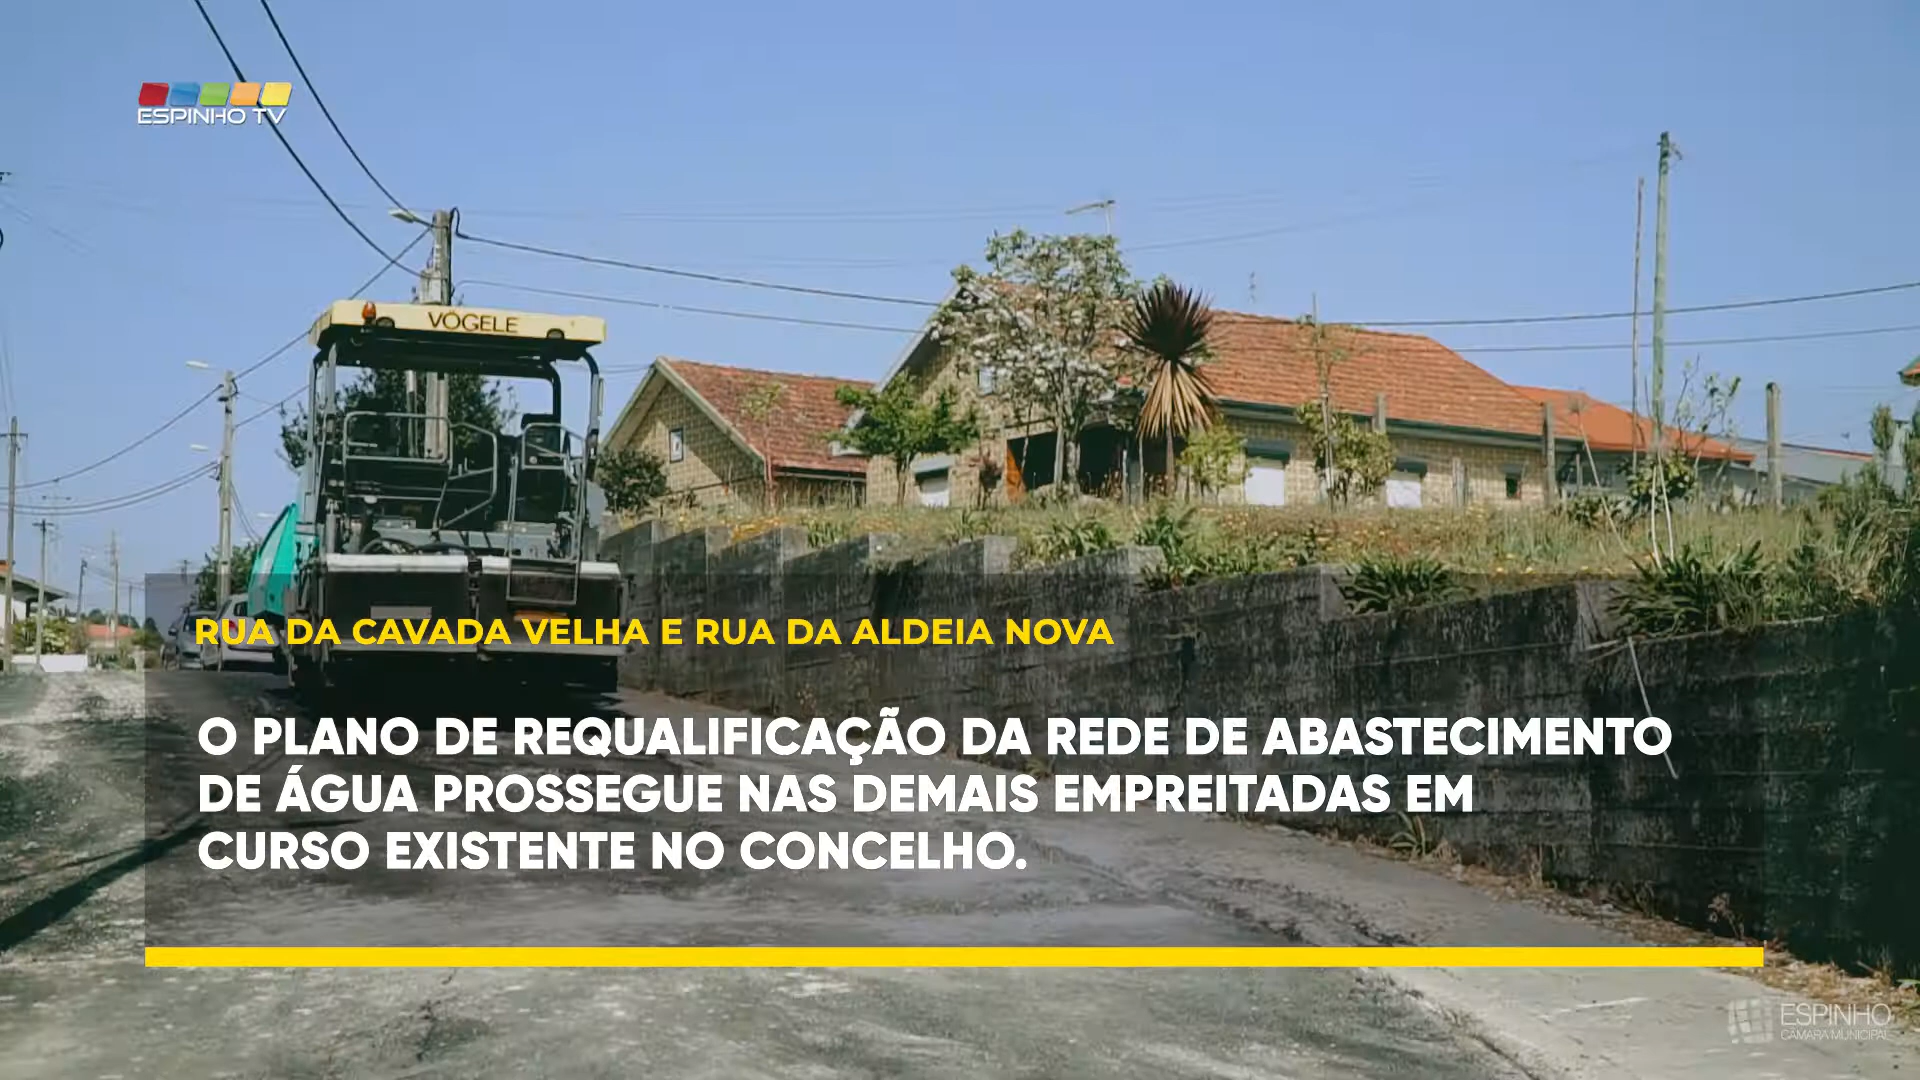 ESPINHO TV
VÖGELE
RUA DA CAVADA VELHA E RUA DA ALDEIA NOVA
O PLANO DE REQUALIFICAÇÃO DA REDE DE ABASTECIMENTO
DE ÁGUA PROSSEGUE NAS DEMAIS EMPREITADAS EM
CURSO EXISTENTE NO CONCELHO.
ESPINHO
CÂMARA MUNICIPAL